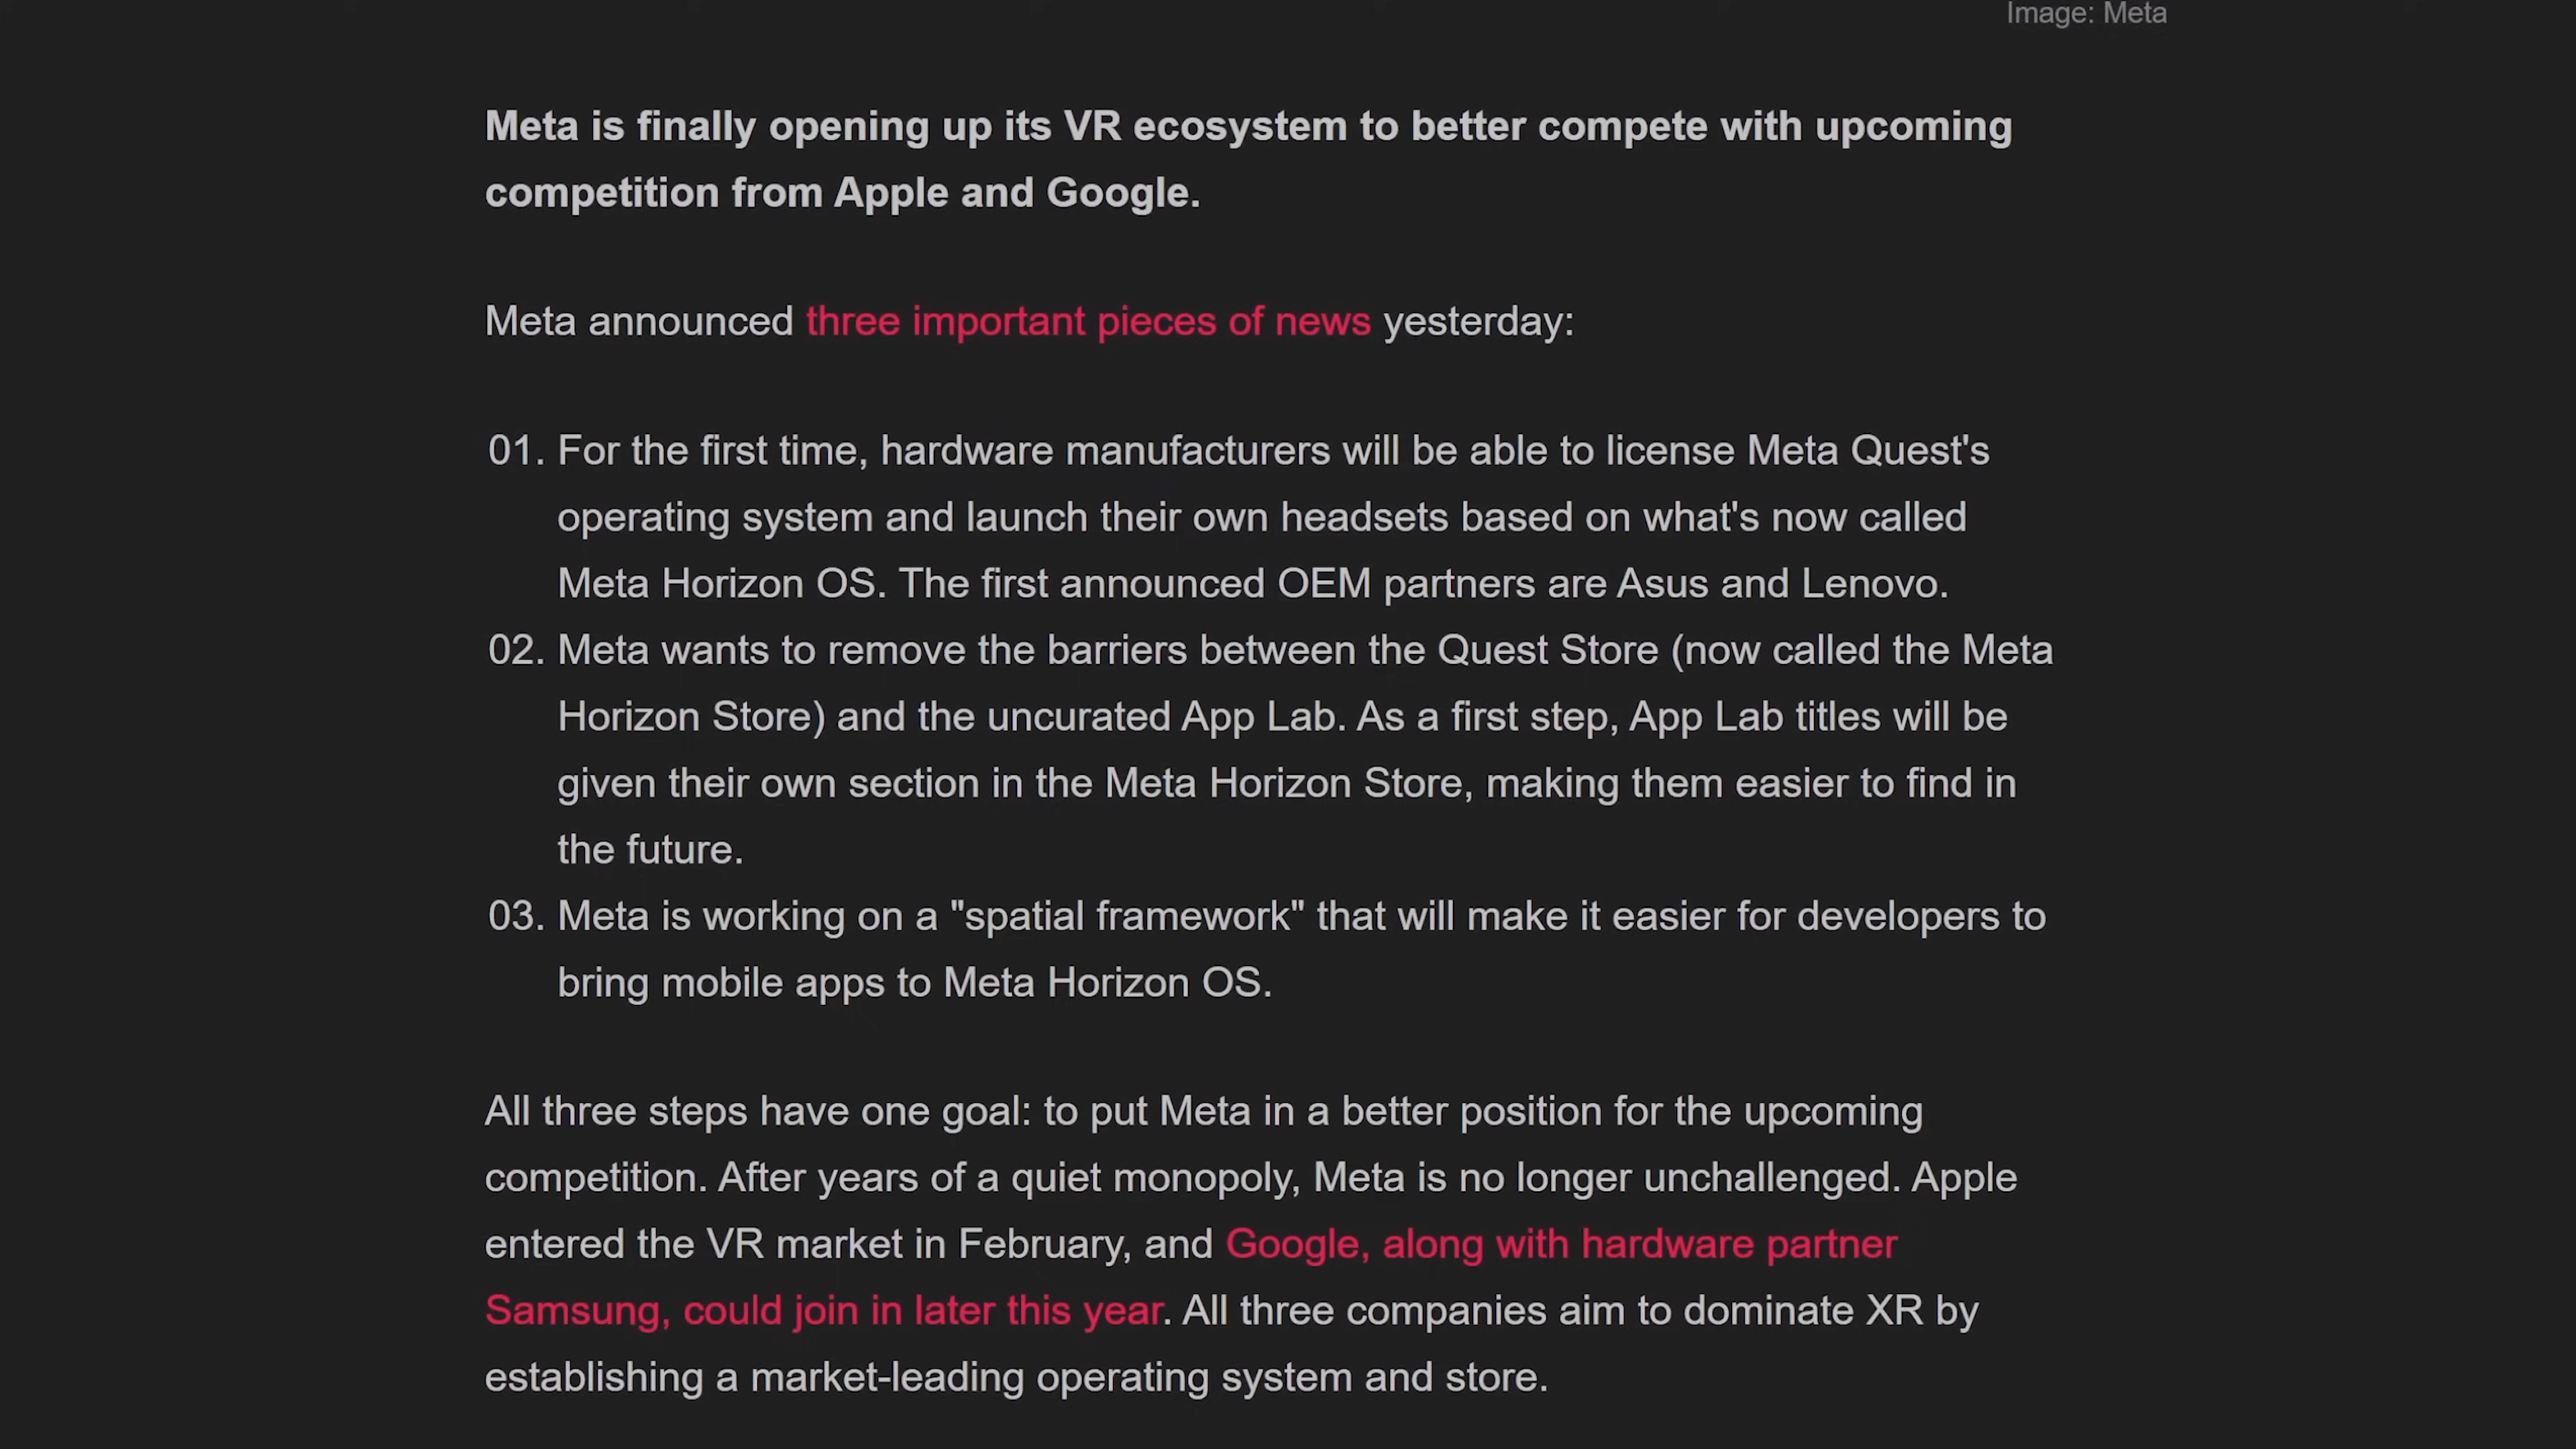 Image: Meta
Meta is finally opening up its VR ecosystem to better compete with upcoming
competition from Apple and Google.
Meta announced three important pieces of news yesterday:
01. For the first time, hardware manufacturers will be able to license Meta Quest's
operating system and launch their own headsets based on what's now called
Meta Horizon OS. The first announced OEM partners are Asus and Lenovo.
02. Meta wants to remove the barriers between the Quest Store (now called the Meta
Horizon Store) and the uncurated App Lab. As a first step, App Lab titles will be
given their own section in the Meta Horizon Store, making them easier to find in
the future.
03. Meta is working on a "spatial framework" that will make it easier for developers to
bring mobile apps to Meta Horizon OS.
All three steps have one goal: to put Meta in a better position for the upcoming
competition. After years of a quiet monopoly, Meta is no longer unchallenged. Apple
entered the VR market in February, and Google, along with hardware partner
Samsung, could join in later this year. All three companies aim to dominate XR by
establishing a market-leading operating system and store.